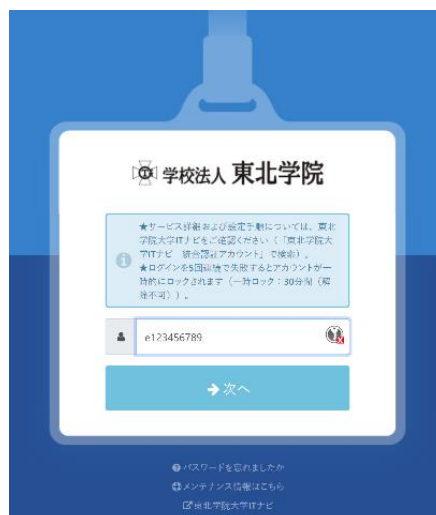 学校法人 東北学院
★サービス詳細および設定手順については、東北
学院大学ITナビをご確認ください（「東北学院大
学ITナビ 統合認証アカウント」で検索）。
★ログインを5回連続で失敗するとアカウントが一
時的にロックされます（一時ロック：30分間（解
除不可））。
e123456789
次へ
パスワードを忘れましたか
メンテナンス情報はこちら
東北学院大学ITナビ